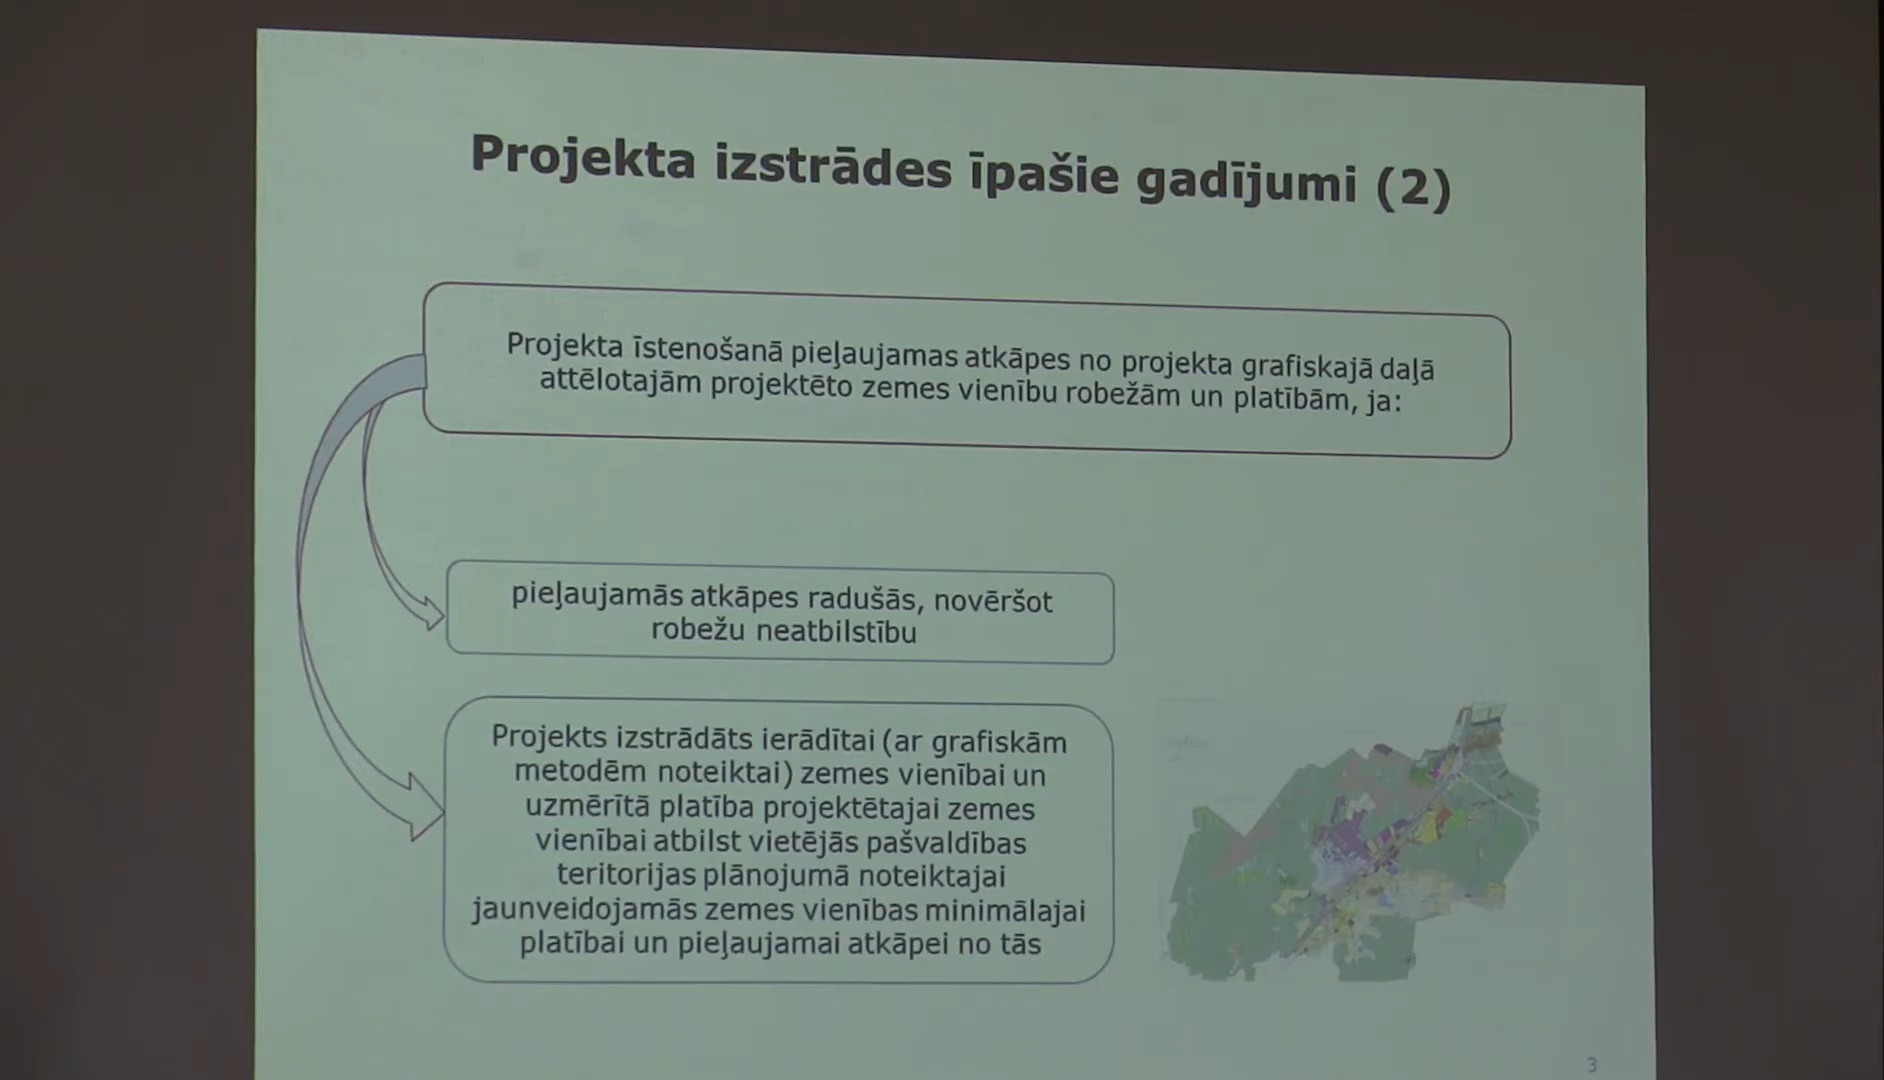 Projekta izstrādes īpašie gadījumi (2)
Projekta īstenošanā pieļaujamas atkāpes no projekta grafiskajā daļā
attēlotajām projektēto zemes vienību robežām un platībām, ja:
pieļaujamās atkāpes radušās, novēršot
robežu neatbilstību
Projekts izstrādāts ierādītai (ar grafiskām
metodēm noteiktai) zemes vienībai un
uzmērītā platība projektētajai zemes
vienībai atbilst vietējās pašvaldības
teritorijas plānojumā noteiktajai
jaunveidojamās zemes vienības minimālajai
platībai un pieļaujamai atkāpei no tās
3